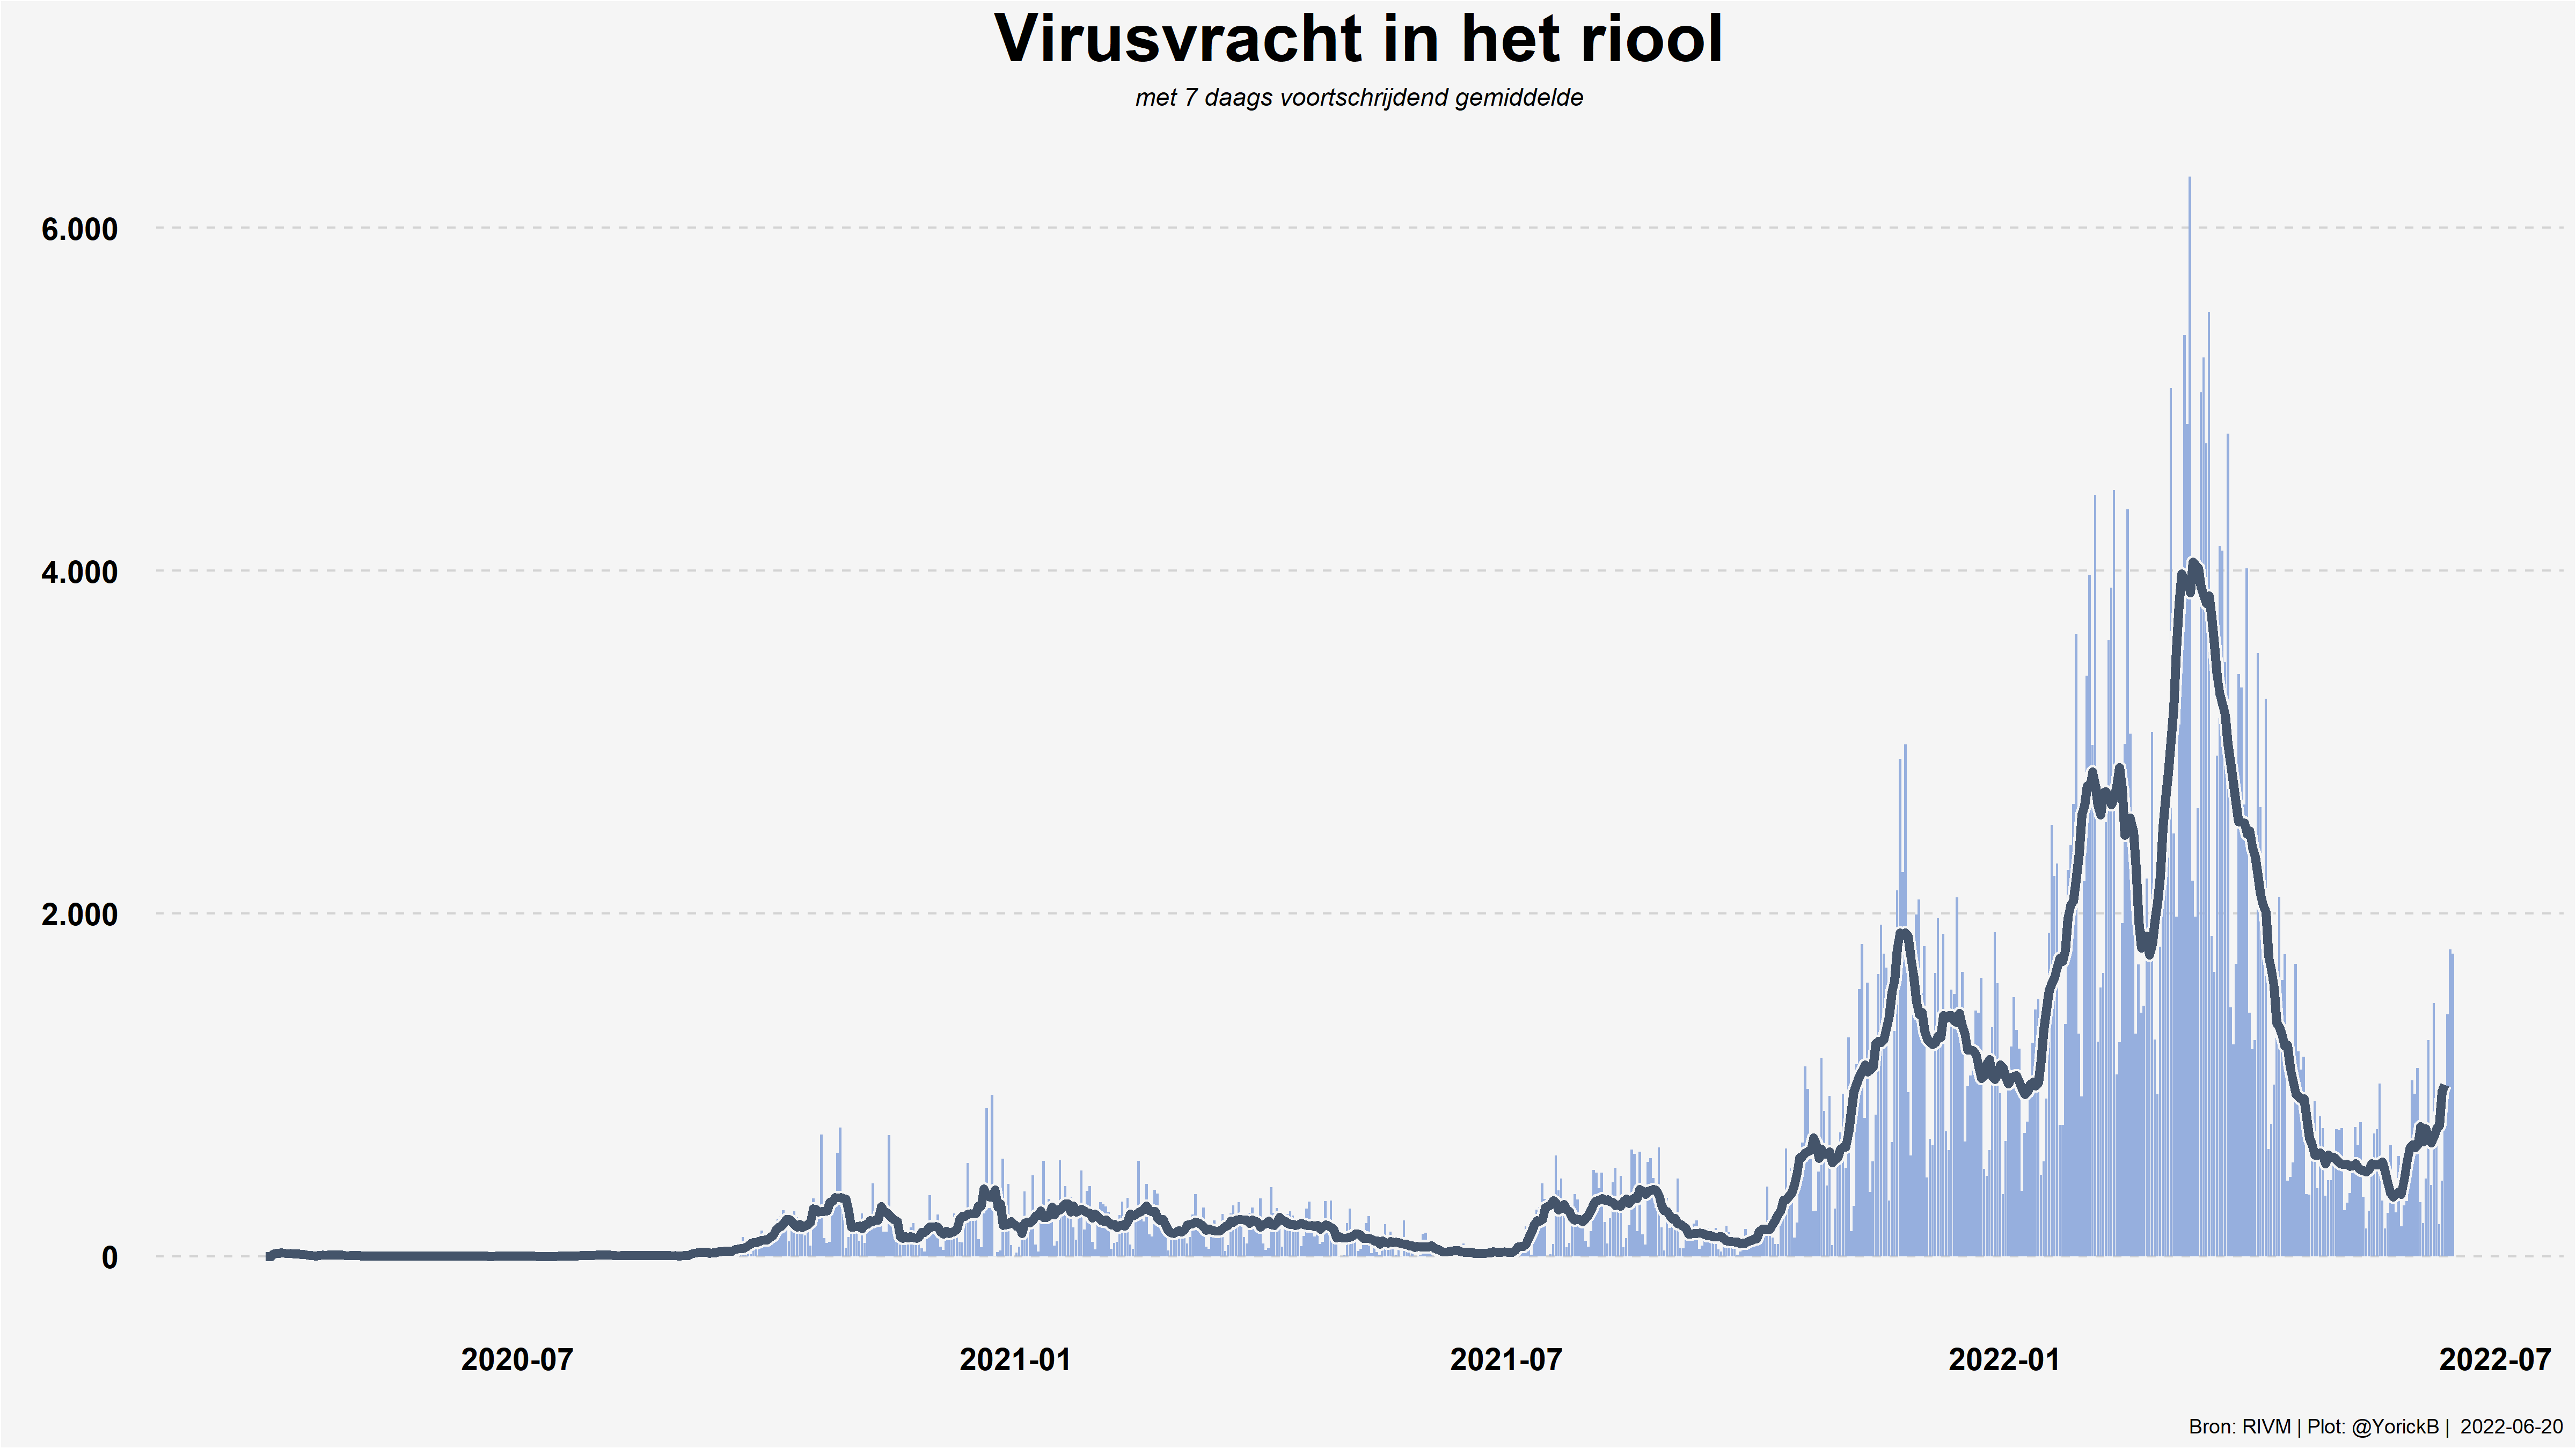 Virusvracht in het riool
met 7 daags voortschrijdend gemiddelde
6.000
4.000
2.000
0
2020-07 2021-01 2021-07 2022-01 2022-07
Bron: RIVM | Plot: @YorickB | 2022-06-20